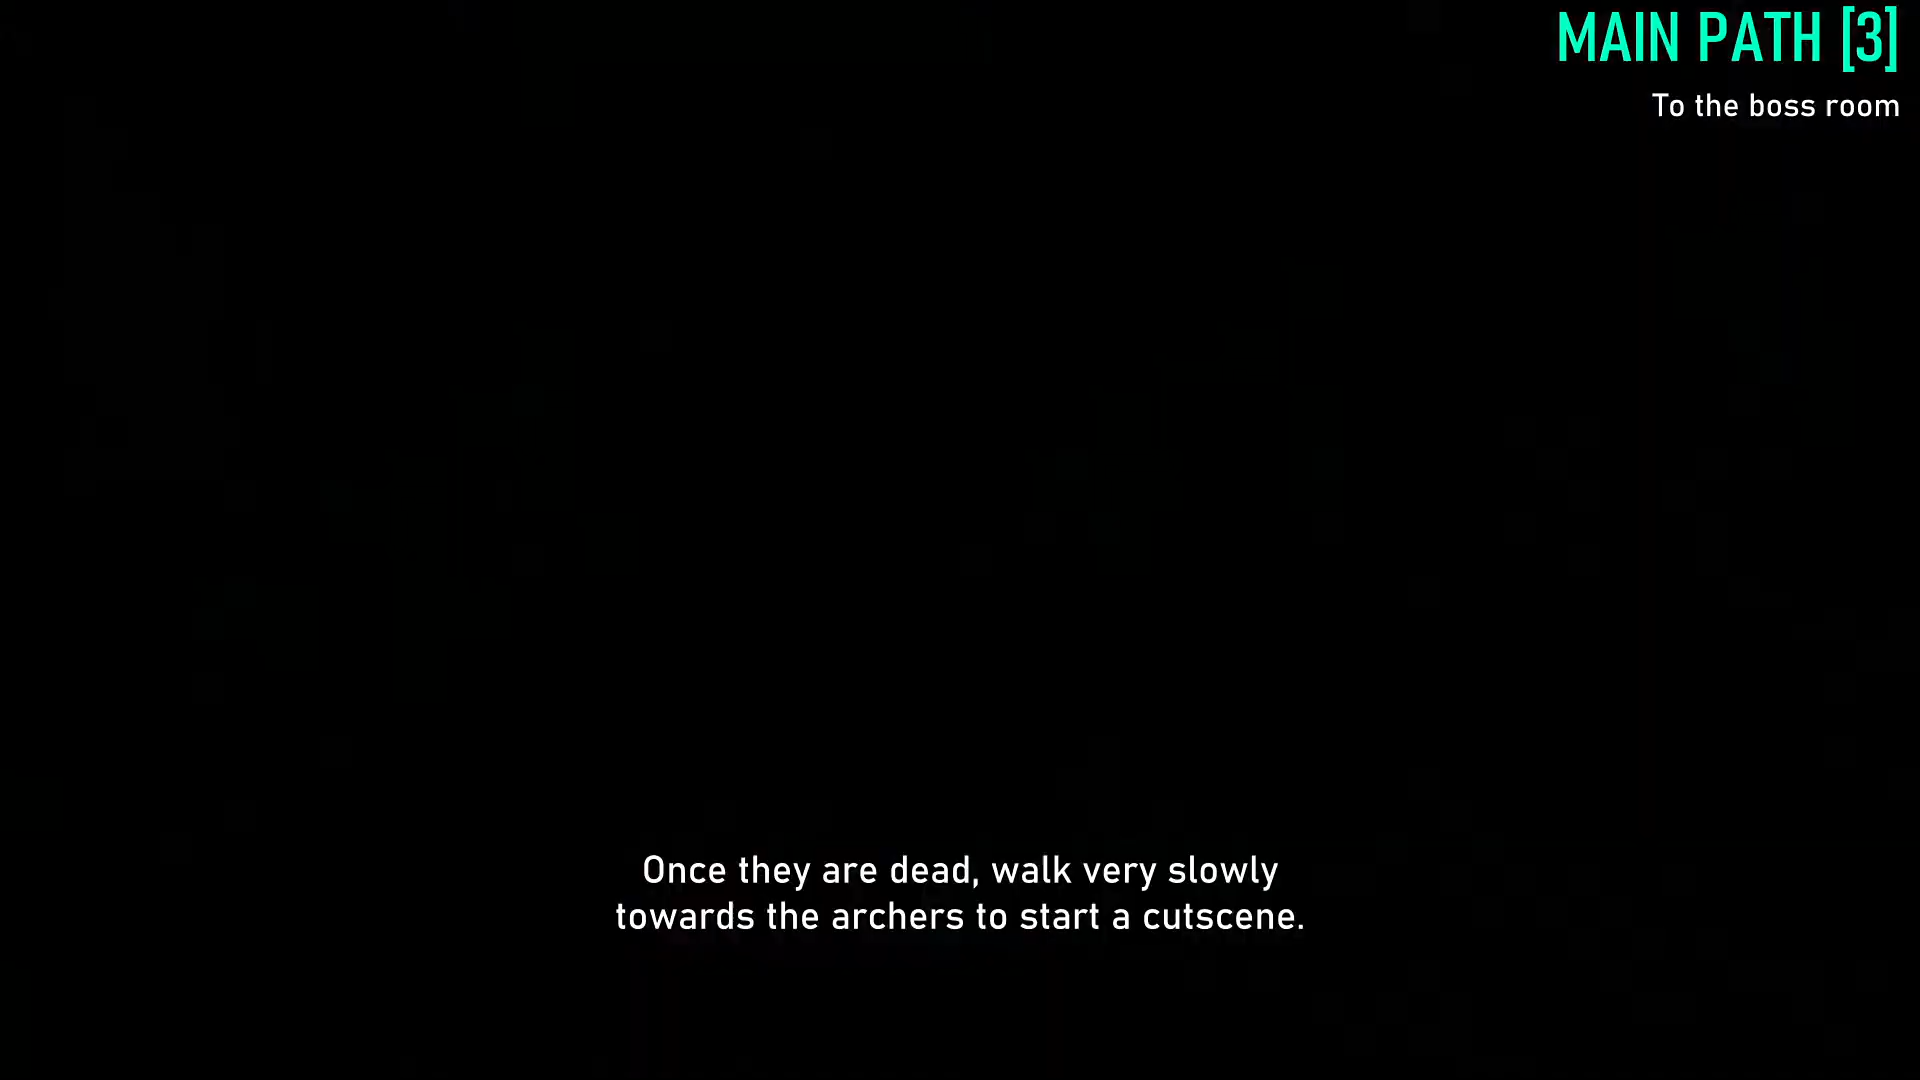 MAIN PATH [3]
To the boss room
Once they are dead, walk very slowly
towards the archers to start a cutscene.